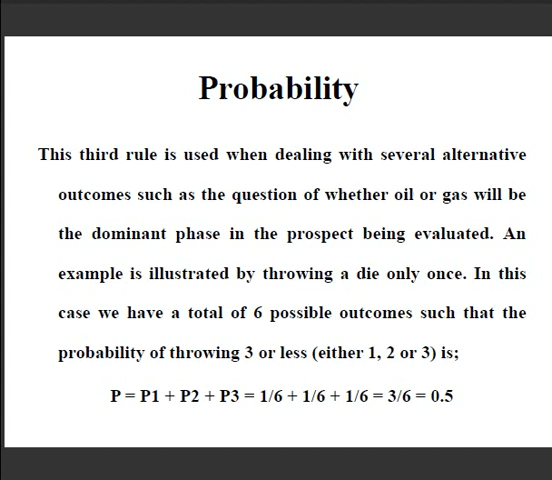 Probability
This third rule is used when dealing with several alternative
outcomes such as the question of whether oil or gas will be
the dominant phase in the prospect being evaluated. An
example is illustrated by throwing a die only once. In this
case we have a total of 6 possible outcomes such that the
probability of throwing 3 or less (either 1, 2 or 3) is;
P = P1 + P2 + P3 = 1/6 + 1/6 + 1/6 = 3/6 = 0.5